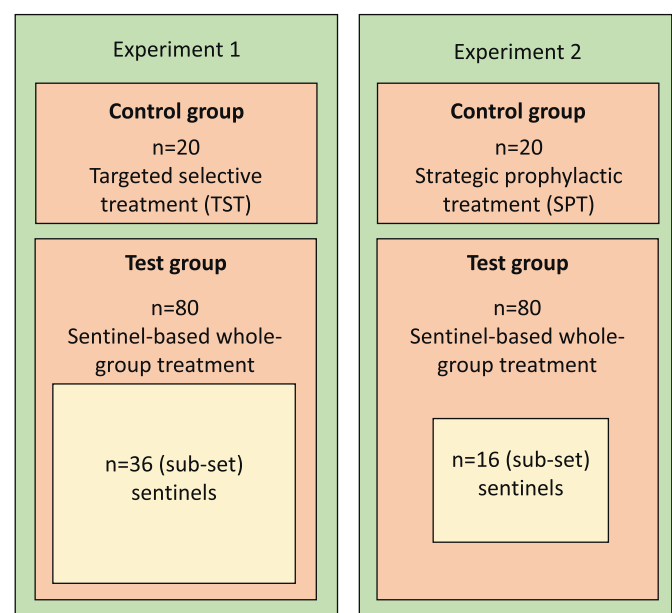 Experiment 1
Control group
n=20
Targeted selective
treatment (TST)
Test group
n=80
Sentinel-based whole-
group treatment
n=36 (sub-set)
sentinels
Experiment 2
Control group
n=20
Strategic prophylactic
treatment (SPT)
Test group
n=80
Sentinel-based whole-
group treatment
n=16 (sub-set)
sentinels